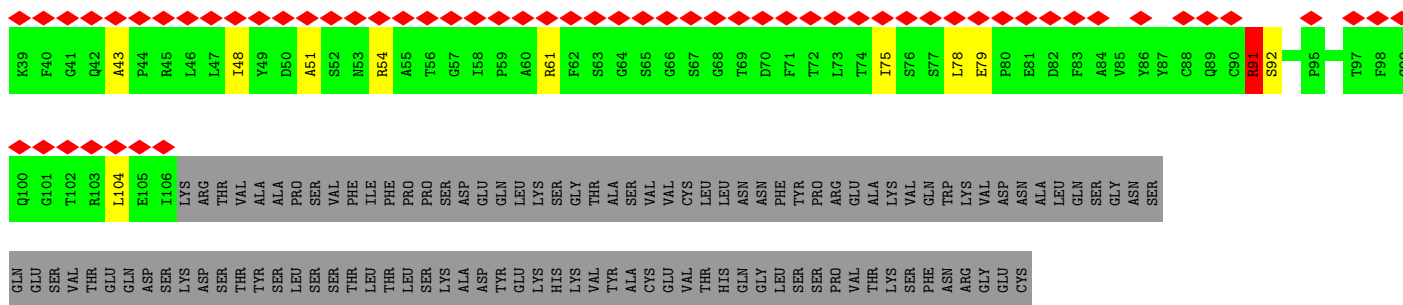 K39 F40 G41 Q42 A43 P44 R45 L46 L47 I48 Y49 D50 A51 S52 N53 R54 A55 T56 G57 I58 P59 A60 R61 F62 S63 G64 S65 G66 S67 G68 T69 D70 F71 T72 L73 T74 I75 S76 S77 L78 E79 P80 E81 D82 F83 A84 V85 Y86 Y87 C88 Q89 C90 R91 S92 P95 T97 F98
Q100 G101 T102 R103 L104 E105 I106 LYS ARG THR VAL ALA ALA PRO SER VAL PHE ILE PHE PRO PRO SER ASP GLU GLN LEU LYS SER GLY THR ALA SER VAL VAL CYS LEU LEU ASN ASN PHE TYR PRO ARG GLU ALA LYS VAL GLN TRP LYS VAL ASP ASN ALA LEU GLN SER GLY ASN SER
GLN GLU SER VAL THR GLU GLN ASP SER LYS ASP SER THR TYR SER LEU SER SER THR LEU THR LEU SER LYS ALA ASP TYR GLU LYS HIS LYS VAL TYR ALA CYS GLU VAL THR HIS GLN GLY LEU SER SER PRO VAL THR LYS SER PHE ASN ARG GLY GLU CYS